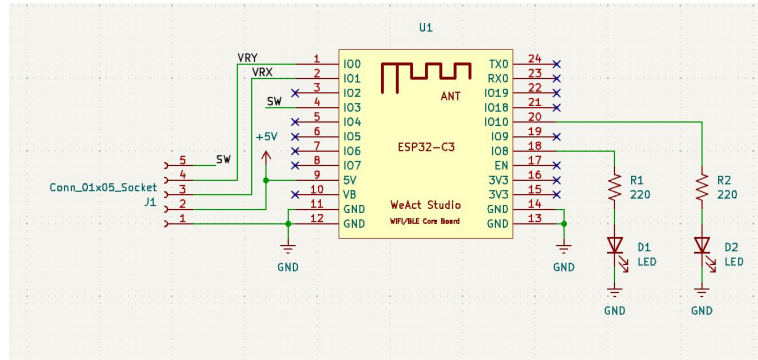 U1
VRY
VRX
SW
+5V
SW
Conn_01x05_Socket
J1
5
4
3
2
1
1 IO0
2 IO1
3 IO2
4 IO3
5 IO4
6 IO5
7 IO6
8 IO7
9 5V
10 VB
11 GND
12 GND
ANT
ESP32-C3
WeAct Studio
WIFI/BLE Core Board
TX0 24
RX0 23
IO19 22
IO18 21
IO10 20
IO9 19
IO8 18
EN 17
3V3 16
3V3 15
GND 14
GND 13
R1
220
R2
220
D1
LED
D2
LED
GND
GND
GND
GND